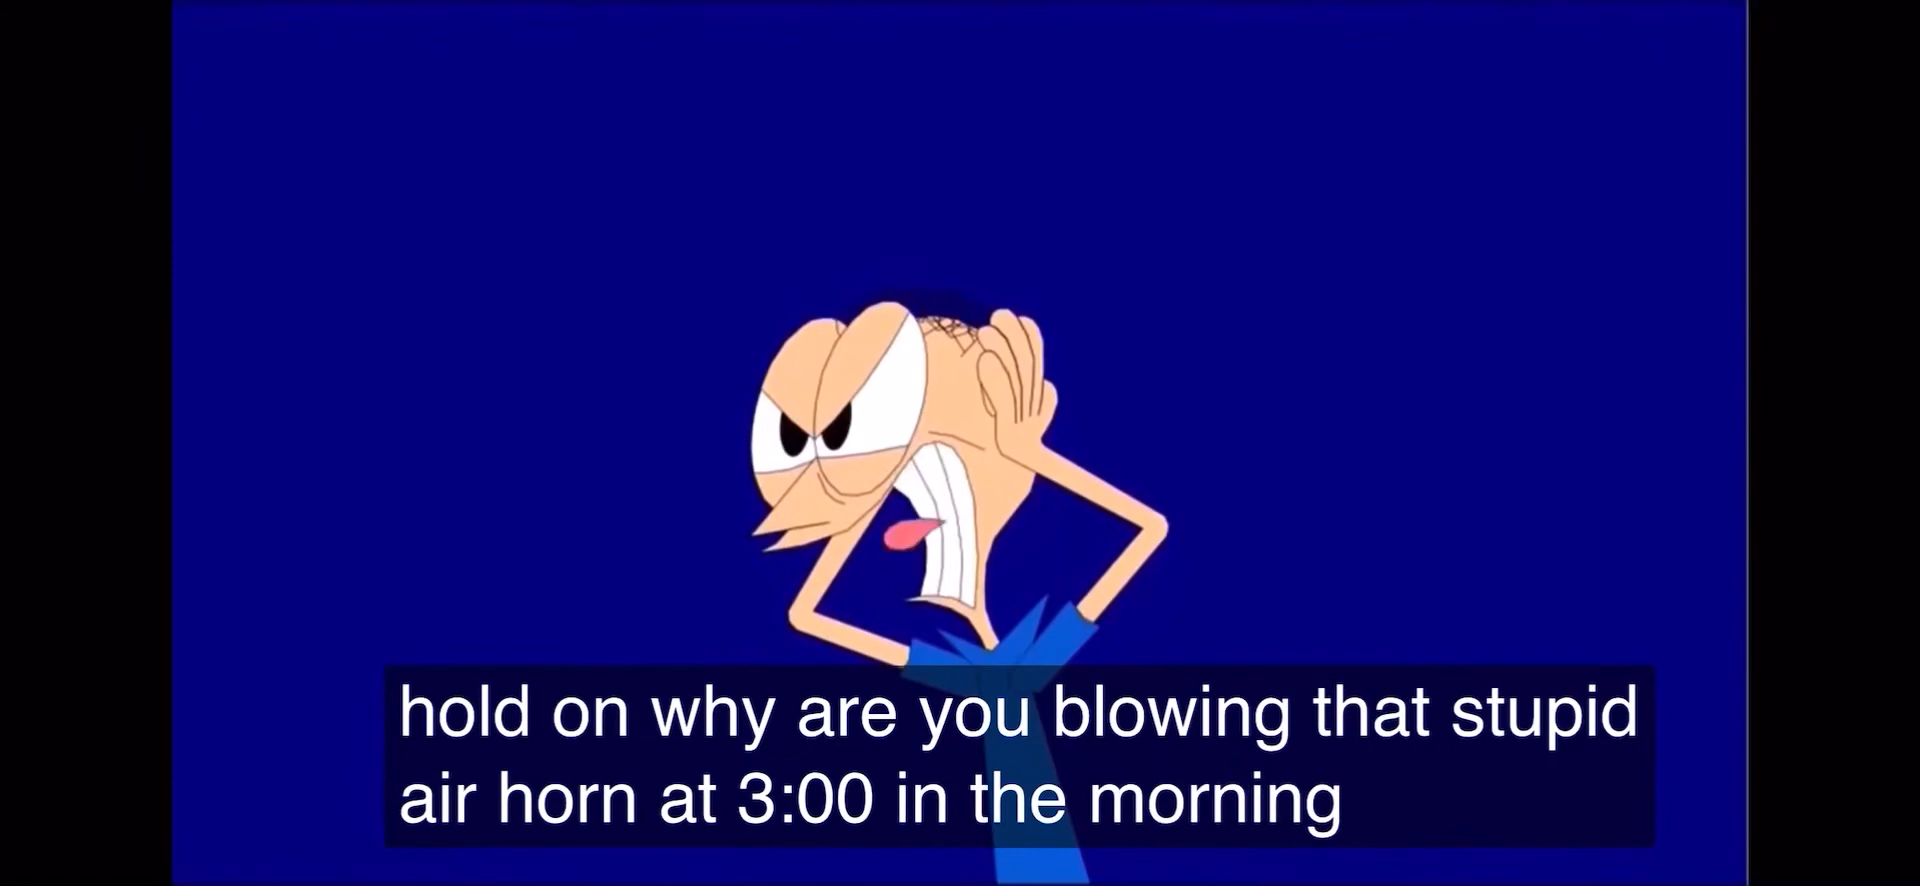 hold on why are you blowing that stupid
air horn at 3:00 in the morning